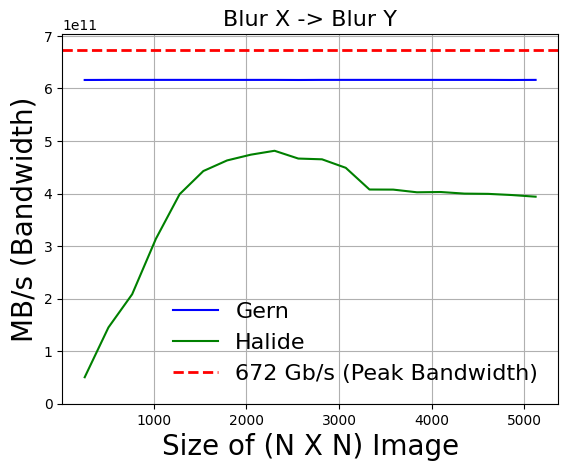 Blur X -> Blur Y
1e11
7
6
5
4
3
2
1
0
MB/s (Bandwidth)
Gern
Halide
672 Gb/s (Peak Bandwidth)
1000 2000 3000 4000 5000
Size of (N X N) Image